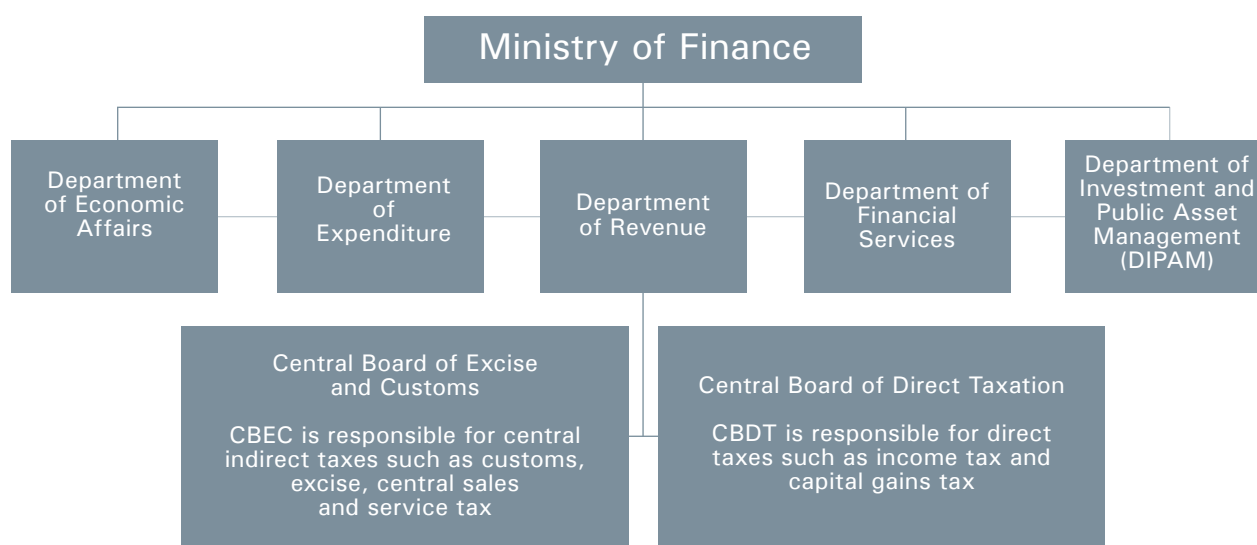 Ministry of Finance
Department
of Economic
Affairs
Department
of
Expenditure
Department
of Revenue
Department of
Financial
Services
Department of
Investment and
Public Asset
Management
(DIPAM)
Central Board of Excise
and Customs
CBEC is responsible for central
indirect taxes such as customs,
excise, central sales
and service tax
Central Board of Direct Taxation
CBDT is responsible for direct
taxes such as income tax and
capital gains tax